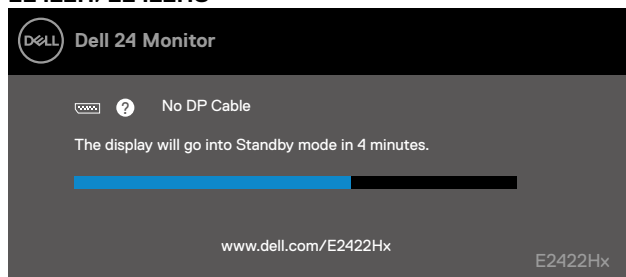 DELL Dell 24 Monitor
? No DP Cable
The display will go into Standby mode in 4 minutes.
www.dell.com/E2422Hx
E2422Hx